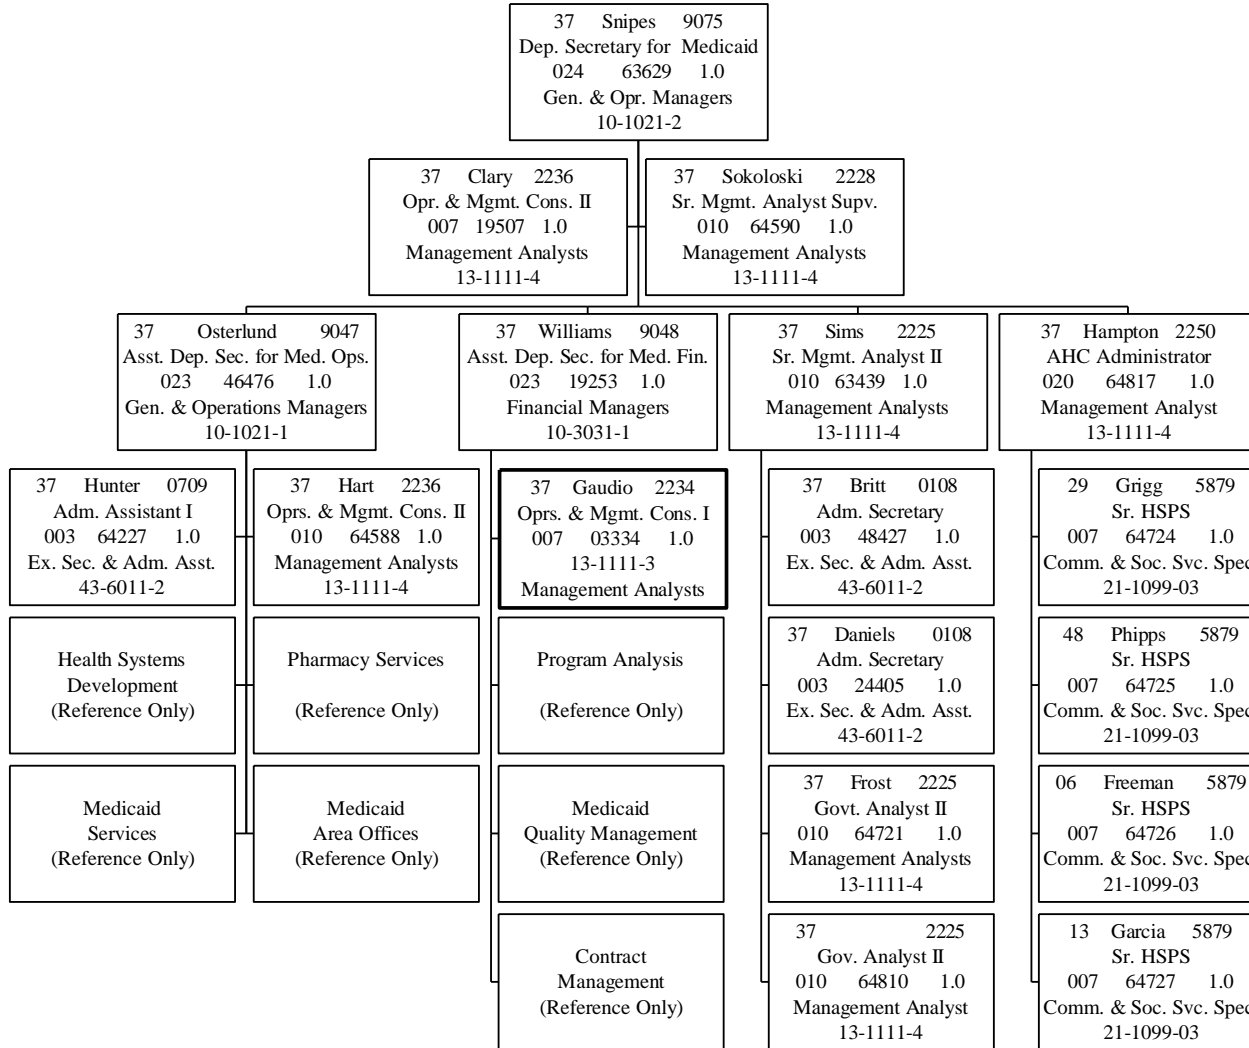 37 Snipes 9075
Dep. Secretary for Medicaid
024 63629 1.0
Gen. & Opr. Managers
10-1021-2
37 Clary 2236
Opr. & Mgmt. Cons. II
007 19507 1.0
Management Analysts
13-1111-4
37 Sokoloski 2228
Sr. Mgmt. Analyst Supv.
010 64590 1.0
Management Analysts
13-1111-4
37 Osterlund 9047
Asst. Dep. Sec. for Med. Ops.
023 46476 1.0
Gen. & Operations Managers
10-1021-1
37 Williams 9048
Asst. Dep. Sec. for Med. Fin.
023 19253 1.0
Financial Managers
10-3031-1
37 Sims 2225
Sr. Mgmt. Analyst II
010 63439 1.0
Management Analysts
13-1111-4
37 Hampton 2250
AHC Administrator
020 64817 1.0
Management Analyst
13-1111-4
37 Hunter 0709
Adm. Assistant I
003 64227 1.0
Ex. Sec. & Adm. Asst.
43-6011-2
37 Hart 2236
Oprs. & Mgmt. Cons. II
010 64588 1.0
Management Analysts
13-1111-4
37 Gaudio 2234
Oprs. & Mgmt. Cons. I
007 03334 1.0
13-1111-3
Management Analysts
37 Britt 0108
Adm. Secretary
003 48427 1.0
Ex. Sec. & Adm. Asst.
43-6011-2
29 Grigg 5879
Sr. HSPS
007 64724 1.0
Comm. & Soc. Svc. Spec
21-1099-03
Health Systems
Development
(Reference Only)
Pharmacy Services
(Reference Only)
Program Analysis
(Reference Only)
37 Daniels 0108
Adm. Secretary
003 24405 1.0
Ex. Sec. & Adm. Asst.
43-6011-2
48 Phipps 5879
Sr. HSPS
007 64725 1.0
Comm. & Soc. Svc. Spec
21-1099-03
Medicaid
Services
(Reference Only)
Medicaid
Area Offices
(Reference Only)
Medicaid
Quality Management
(Reference Only)
37 Frost 2225
Govt. Analyst II
010 64721 1.0
Management Analysts
13-1111-4
06 Freeman 5879
Sr. HSPS
007 64726 1.0
Comm. & Soc. Svc. Spec
21-1099-03
Contract
Management
(Reference Only)
37 2225
Gov. Analyst II
010 64810 1.0
Management Analyst
13-1111-4
13 Garcia 5879
Sr. HSPS
007 64727 1.0
Comm. & Soc. Svc. Spec
21-1099-03